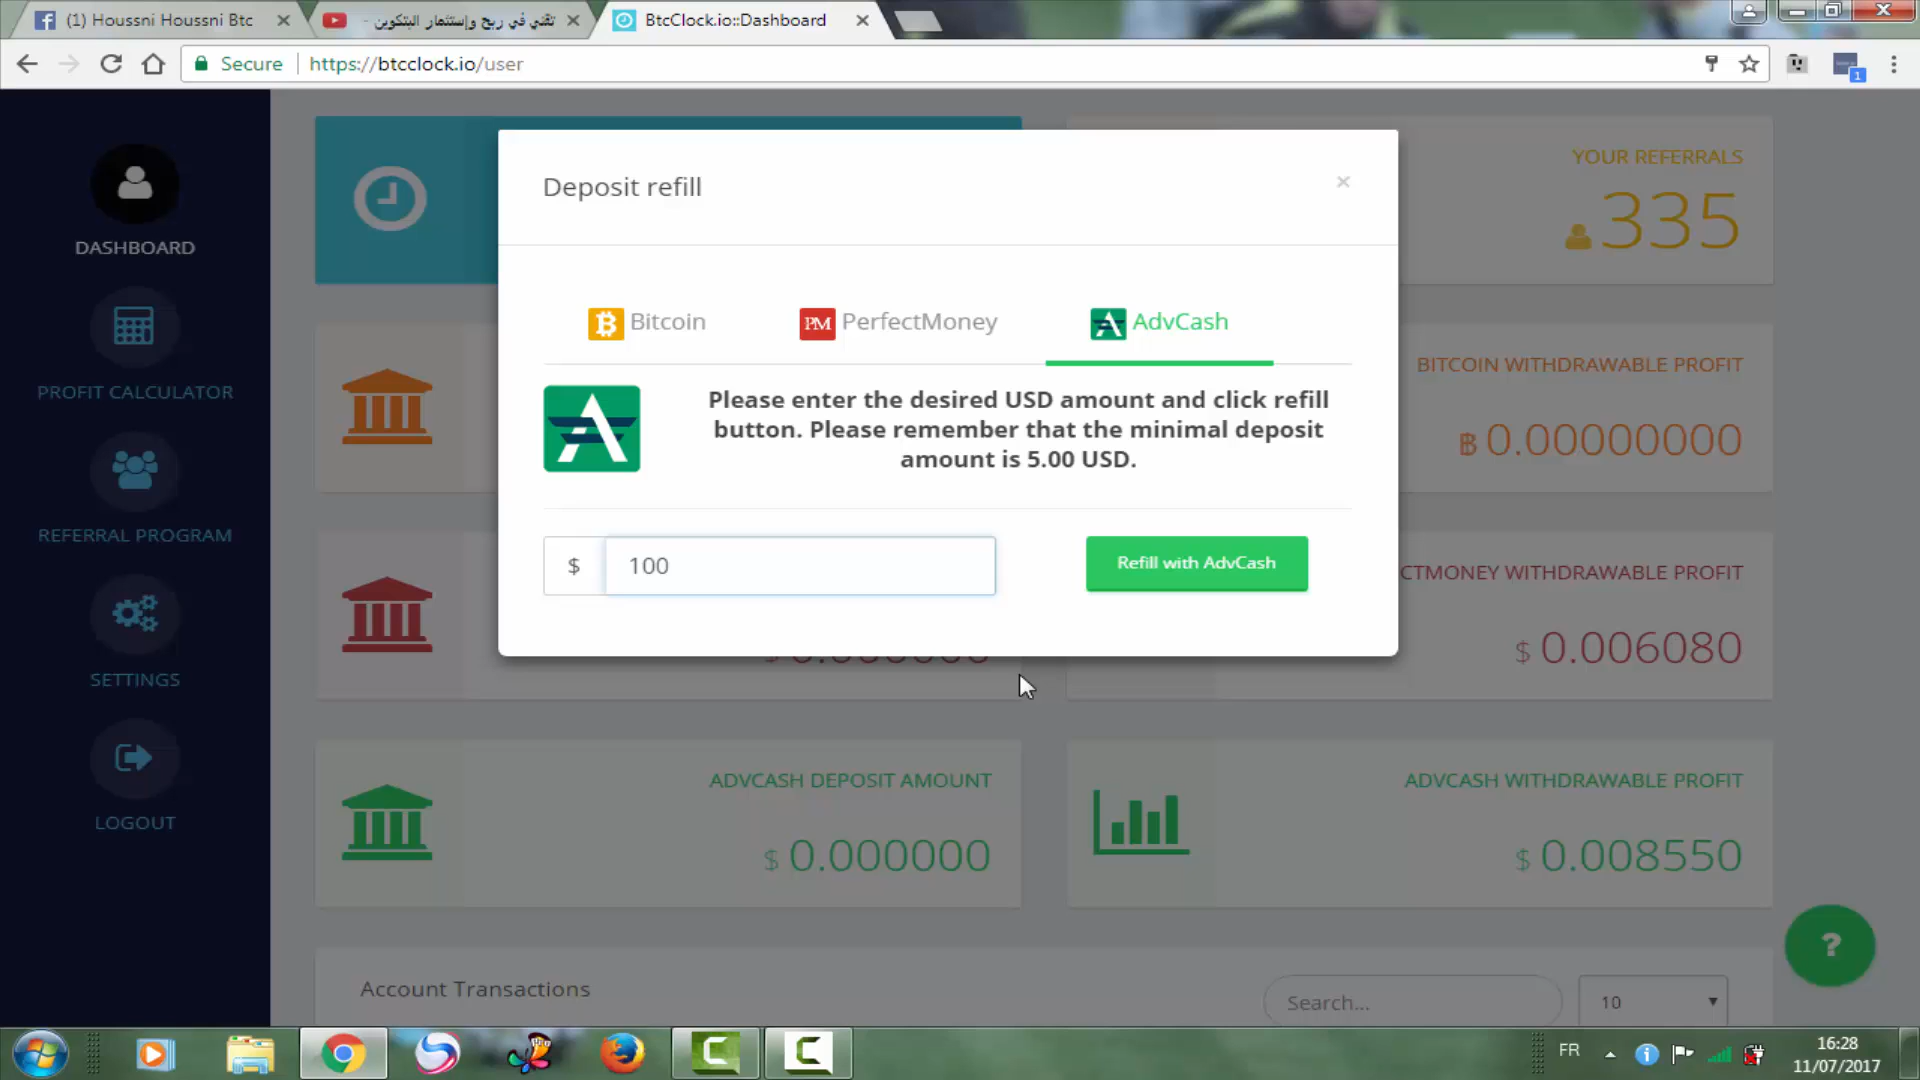 (1) Houssni Houssni Btc
تقني في ربح وإستثمار البتكوين -
BtcClock.io::Dashboard
Secure
https://btcclock.io/user
1
DASHBOARD
PROFIT CALCULATOR
REFERRAL PROGRAM
SETTINGS
LOGOUT
Deposit refill
×
Bitcoin
PM PerfectMoney
AdvCash
Please enter the desired USD amount and click refill
button. Please remember that the minimal deposit
amount is 5.00 USD.
$ 100
Refill with AdvCash
YOUR REFERRALS
335
BITCOIN WITHDRAWABLE PROFIT
0.00000000
CTMONEY WITHDRAWABLE PROFIT
$ 0.006080
ADVCASH DEPOSIT AMOUNT
$ 0.000000
ADVCASH WITHDRAWABLE PROFIT
$ 0.008550
?
Account Transactions
Search...
10
FR
16:28
11/07/2017